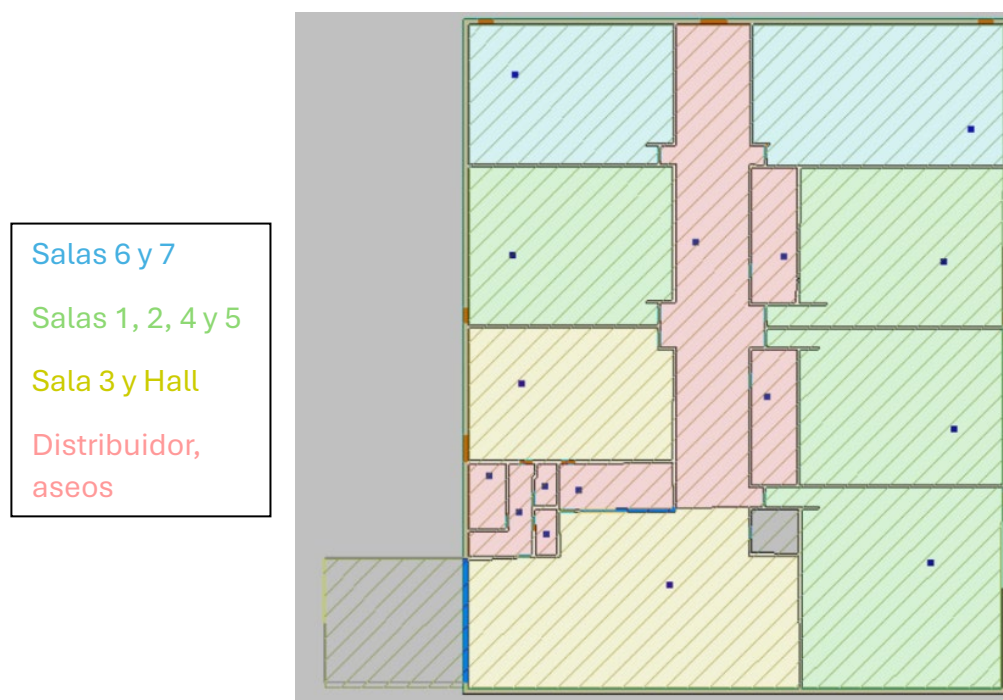 Salas 6 y 7
Salas 1, 2, 4 y 5
Sala 3 y Hall
Distribuidor,
aseos